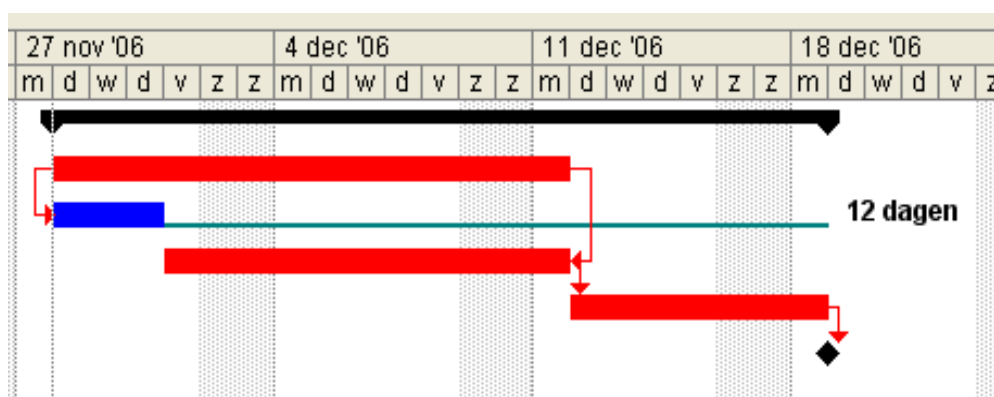 27 nov '06 4 dec '06 11 dec '06 18 dec '06
m d w d v z z m d w d v z z m d w d v z z m d w d v z
12 dagen